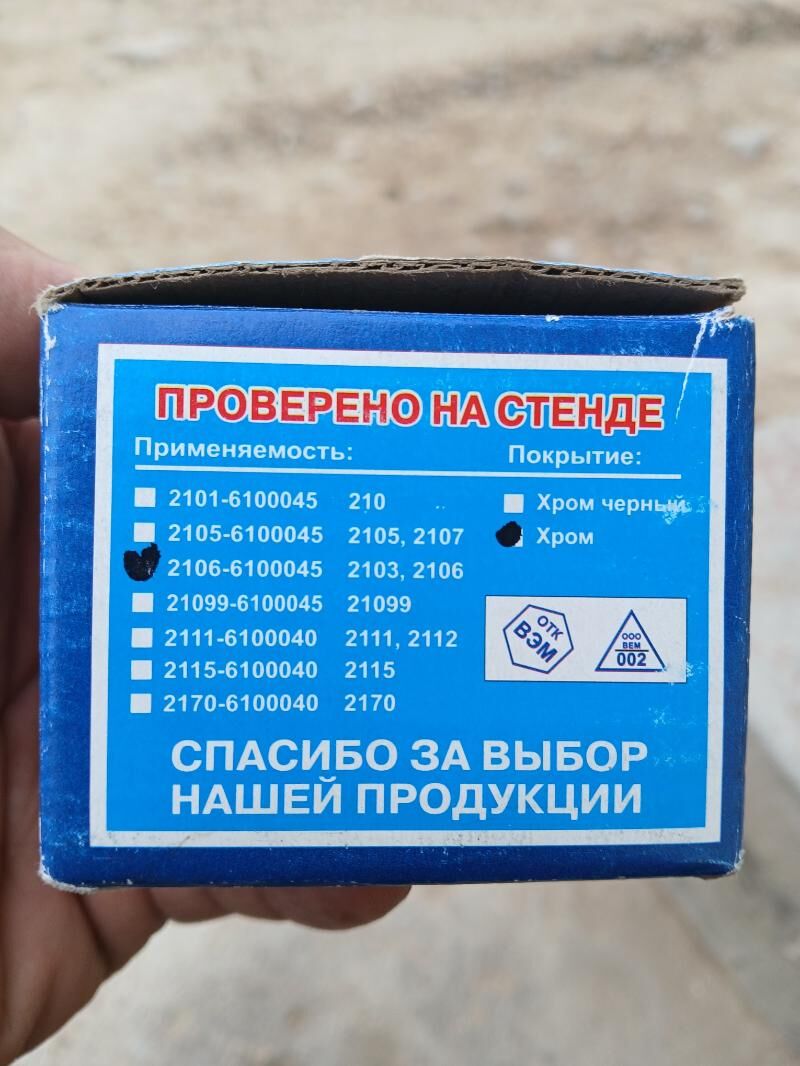 ПРОВЕРЕНО НА СТЕНДЕ
Применяемость: Покрытие:
2101-6100045 210 Хром черный
2105-6100045 2105, 2107 Хром
2106-6100045 2103, 2106
21099-6100045 21099
2111-6100040 2111, 2112
2115-6100040 2115
2170-6100040 2170
ОТК
ВЭМ
ООО
ВЕМ
002
СПАСИБО ЗА ВЫБОР
НАШЕЙ ПРОДУКЦИИ